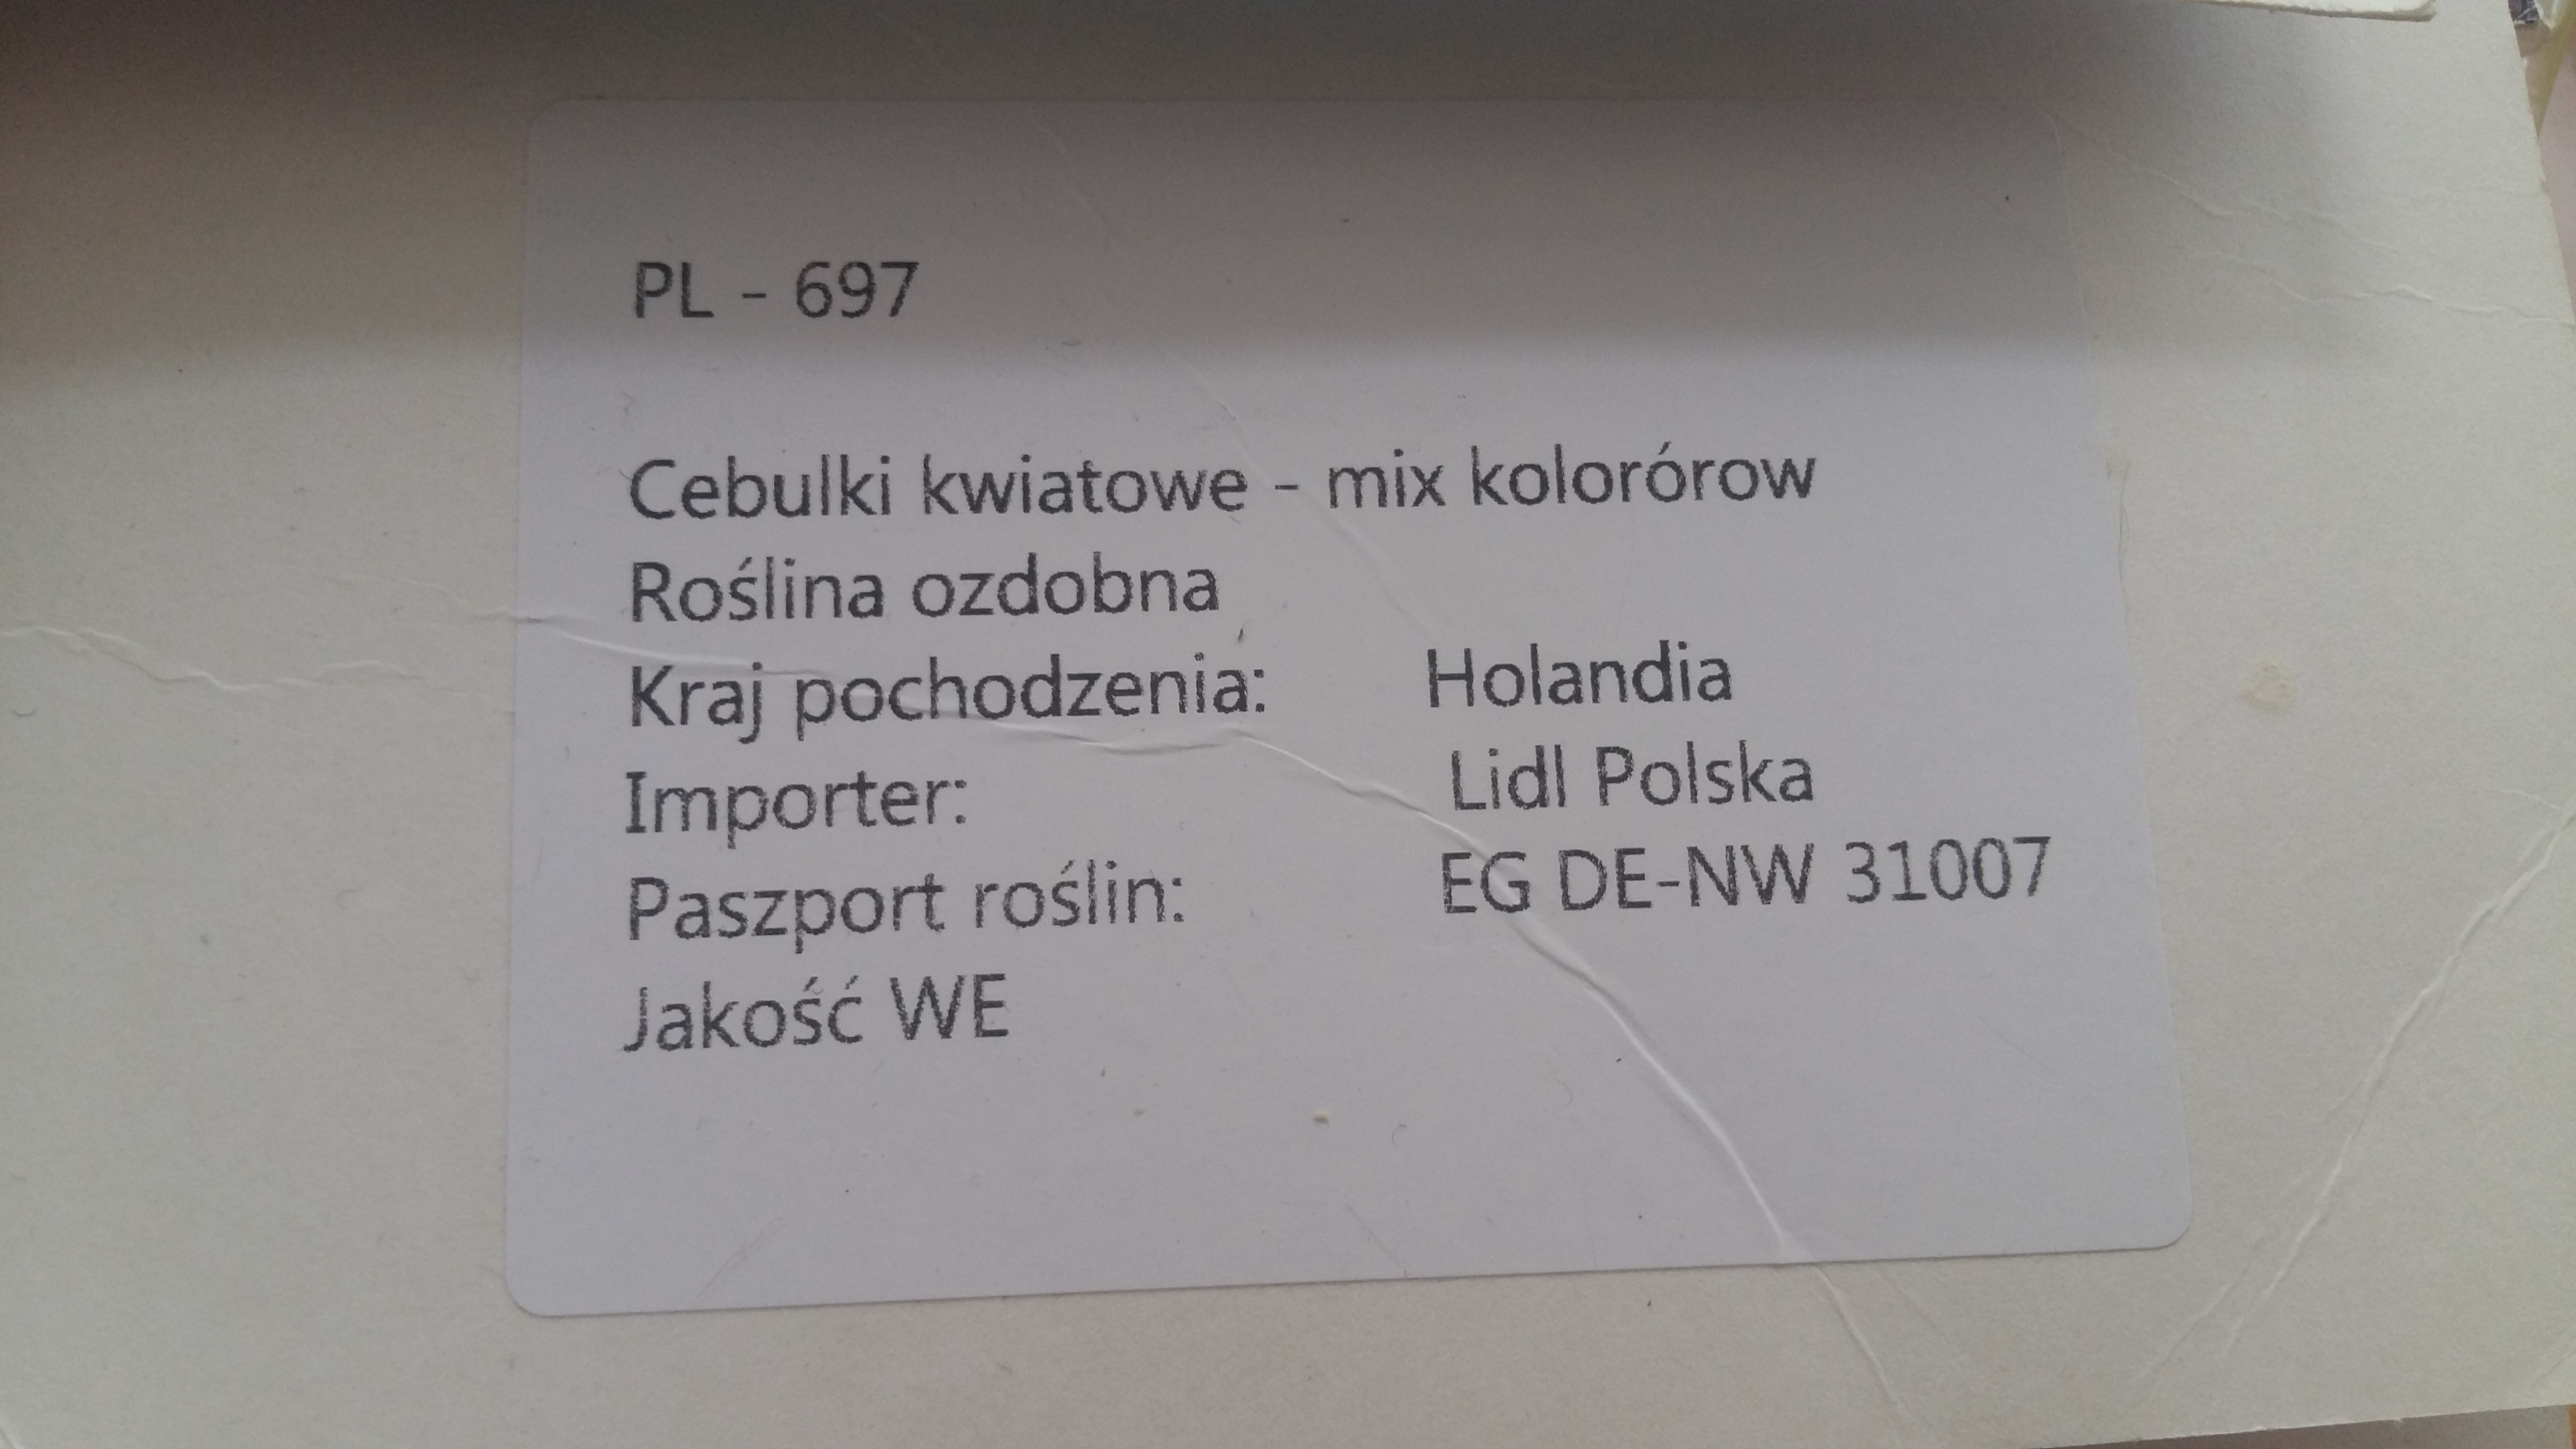 PL - 697
Cebulki kwiatowe - mix kolorórow
Roślina ozdobna
Kraj pochodzenia: Holandia
Importer: Lidl Polska
Paszport roślin: EG DE-NW 31007
Jakość WE